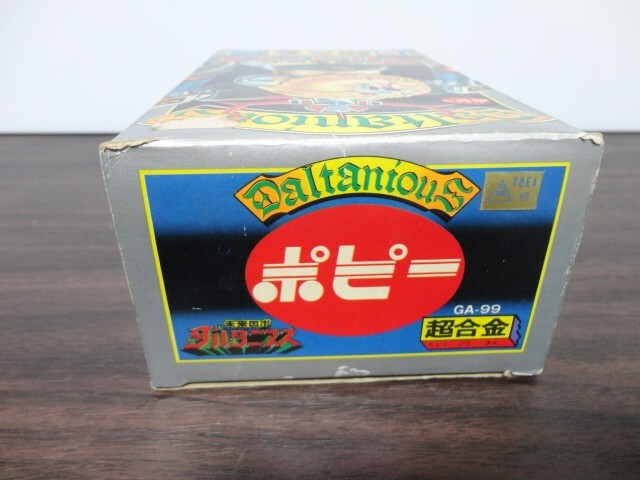 Daltanious
TOEI
ポピー
GA-99
未来ロボ
ダルタニアス
超合金